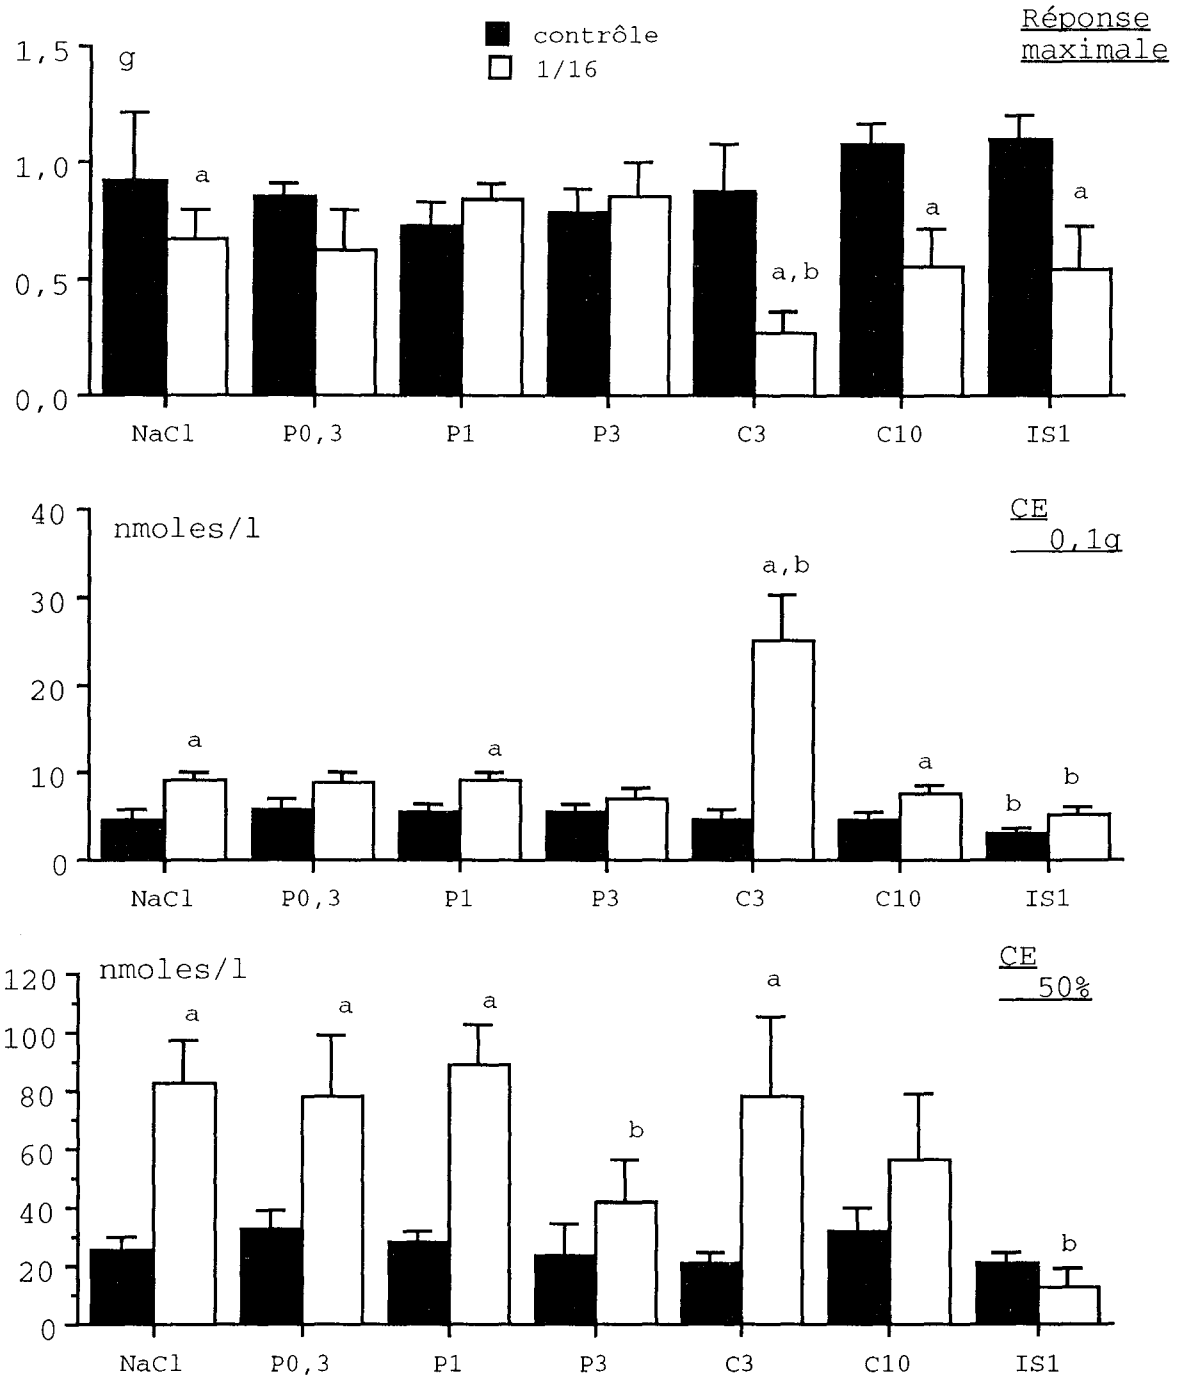 Réponse
maximale
contrôle
1/16
g
1,5
1,0
0,5
0,0
a
a,b
a
a
NaCl P0,3 P1 P3 C3 C10 IS1
CE
0,1g
nmoles/l
40
30
20
10
0
a
a
a,b
a
b
b
NaCl P0,3 P1 P3 C3 C10 IS1
CE
50%
nmoles/l
120
100
80
60
40
20
0
a
a
a
b
a
b
NaCl P0,3 P1 P3 C3 C10 IS1